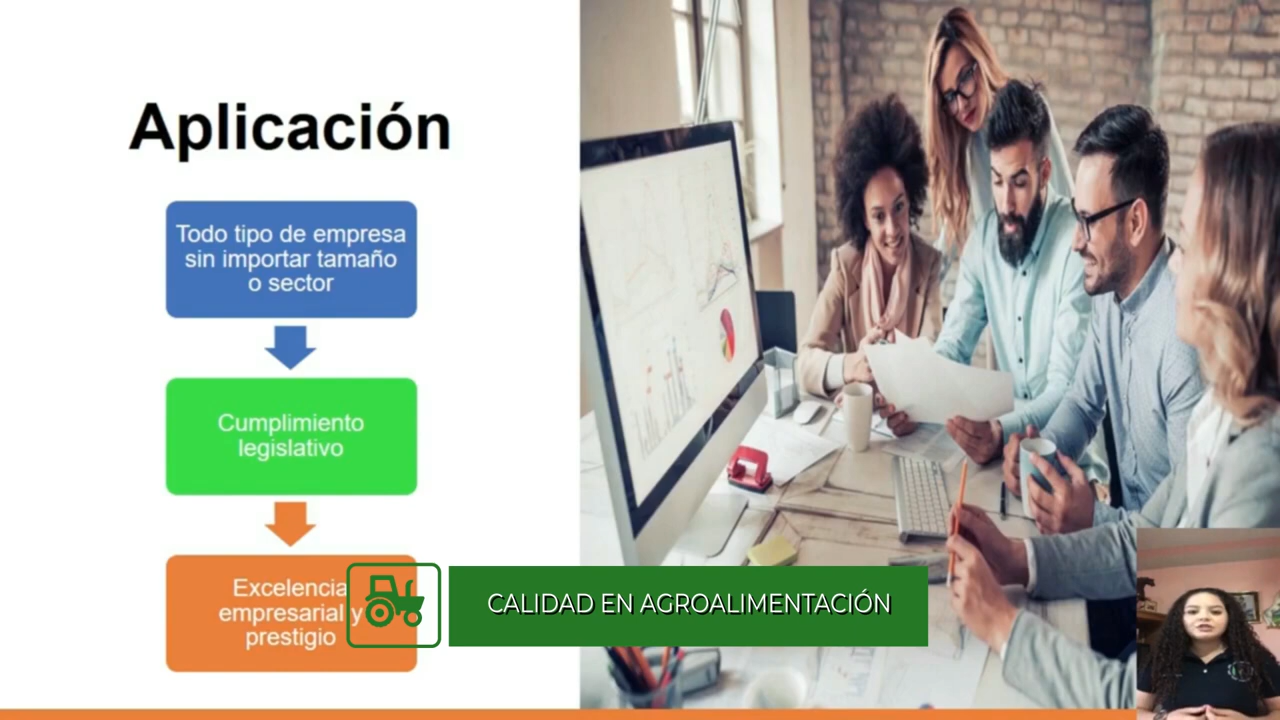 Aplicación
Todo tipo de empresa
sin importar tamaño
o sector
Cumplimiento
legislativo
Excelencia
empresarial y
prestigio
CALIDAD EN AGROALIMENTACIÓN